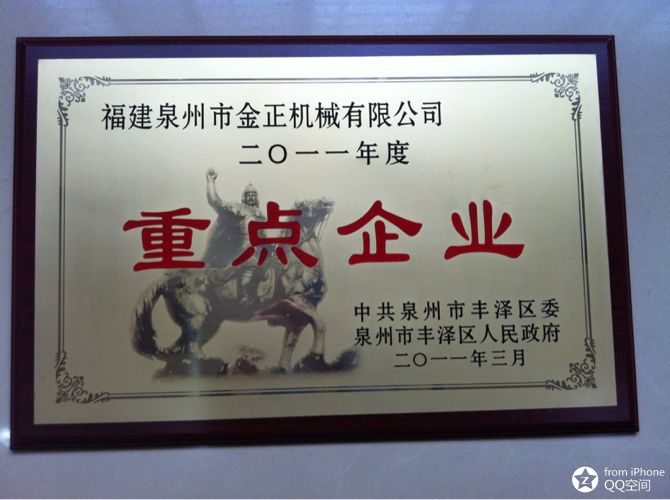 福建泉州市金正机械有限公司
二〇一一年度
重点企业
中共泉州市丰泽区委
泉州市丰泽区人民政府
二〇一一年三月
from iPhone
QQ空间